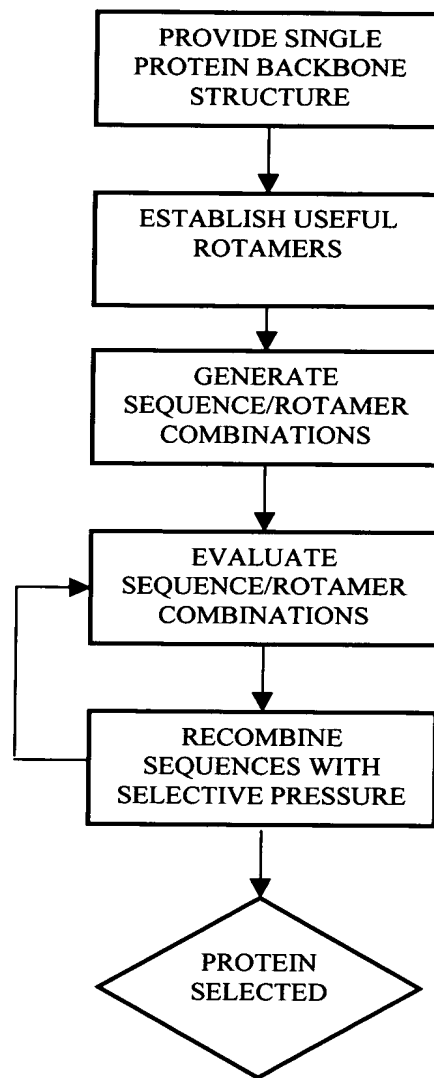 PROVIDE SINGLE
PROTEIN BACKBONE
STRUCTURE
ESTABLISH USEFUL
ROTAMERS
GENERATE
SEQUENCE/ROTAMER
COMBINATIONS
EVALUATE
SEQUENCE/ROTAMER
COMBINATIONS
RECOMBINE
SEQUENCES WITH
SELECTIVE PRESSURE
PROTEIN
SELECTED